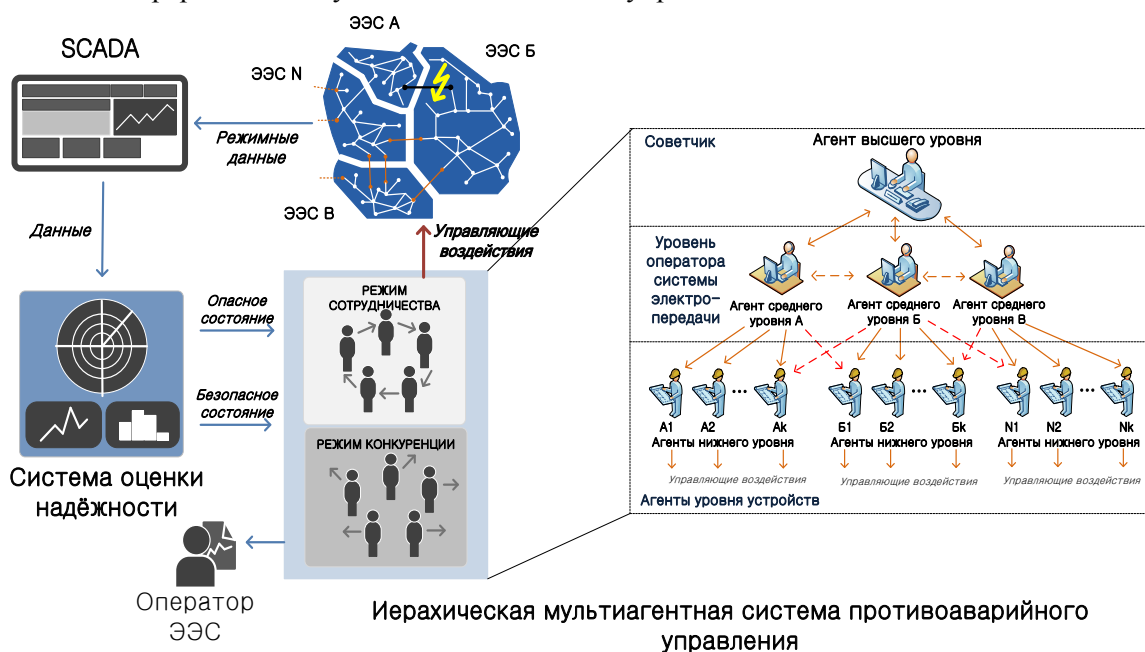 SCADA
ЭЭС А
ЭЭС Б
ЭЭС N
Режимные
данные
ЭЭС В
Данные
Управляющие
воздействия
Опасное
состояние
Безопасное
состояние
Система оценки
надёжности
РЕЖИМ
СОТРУДНИЧЕСТВА
РЕЖИМ КОНКУРЕНЦИИ
Оператор
ЭЭС
Советчик
Агент высшего уровня
Уровень
оператора
системы
электро-
передачи
Агент среднего
уровня А
Агент среднего
уровня Б
Агент среднего
уровня В
А1 А2 ... Аk
Агенты нижнего уровня
Б1 Б2 ... Бk
Агенты нижнего уровня
N1 N2 ... Nk
Агенты нижнего уровня
Управляющие воздействия
Управляющие воздействия
Управляющие воздействия
Агенты уровня устройств
Иерахическая мультиагентная система противоаварийного
управления